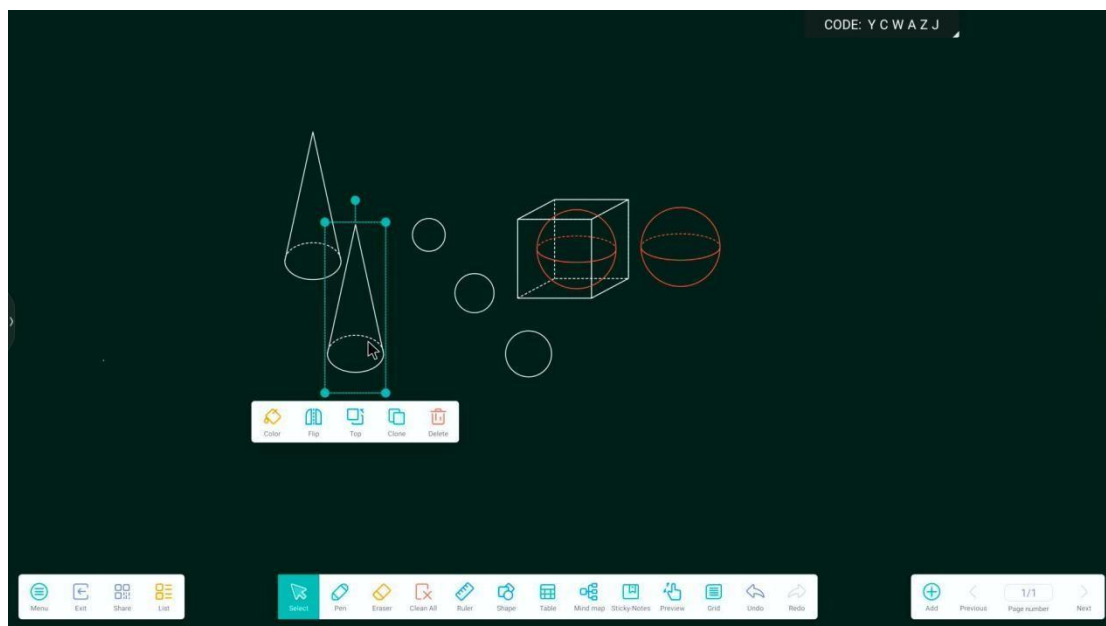 CODE: Y C W A Z J
Color Flip Top Clone Delete
Menu Exit Share List Select Pen Eraser Clean All Ruler Shape Table Mind map Sticky-Notes Preview Grid Undo Redo Add Previous 1/1 Page number Next